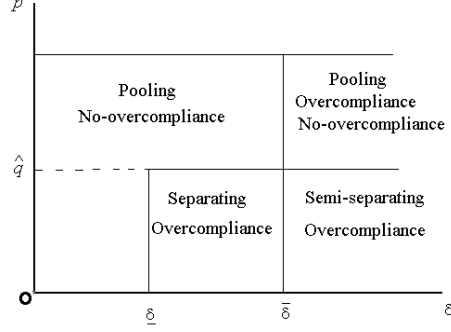 p
Pooling
No-overcompliance
Pooling
Overcompliance
No-overcompliance
q̂
Separating
Overcompliance
Semi-separating
Overcompliance
O
δ̲
δ̄
δ